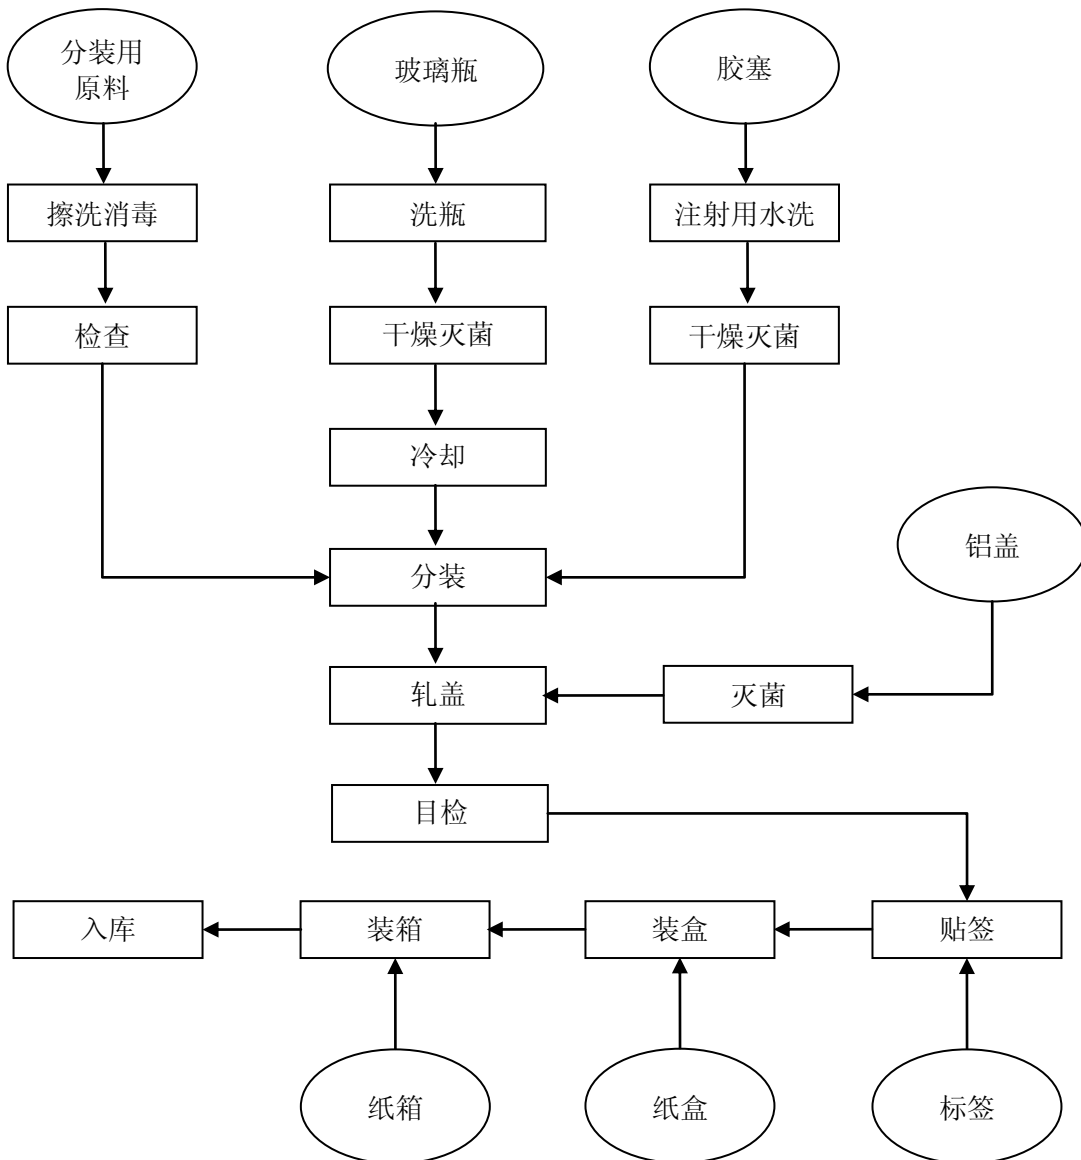 分装用
原料
玻璃瓶
胶塞
擦洗消毒
洗瓶
注射用水洗
检查
干燥灭菌
干燥灭菌
冷却
铝盖
分装
轧盖
灭菌
目检
入库
装箱
装盒
贴签
纸箱
纸盒
标签